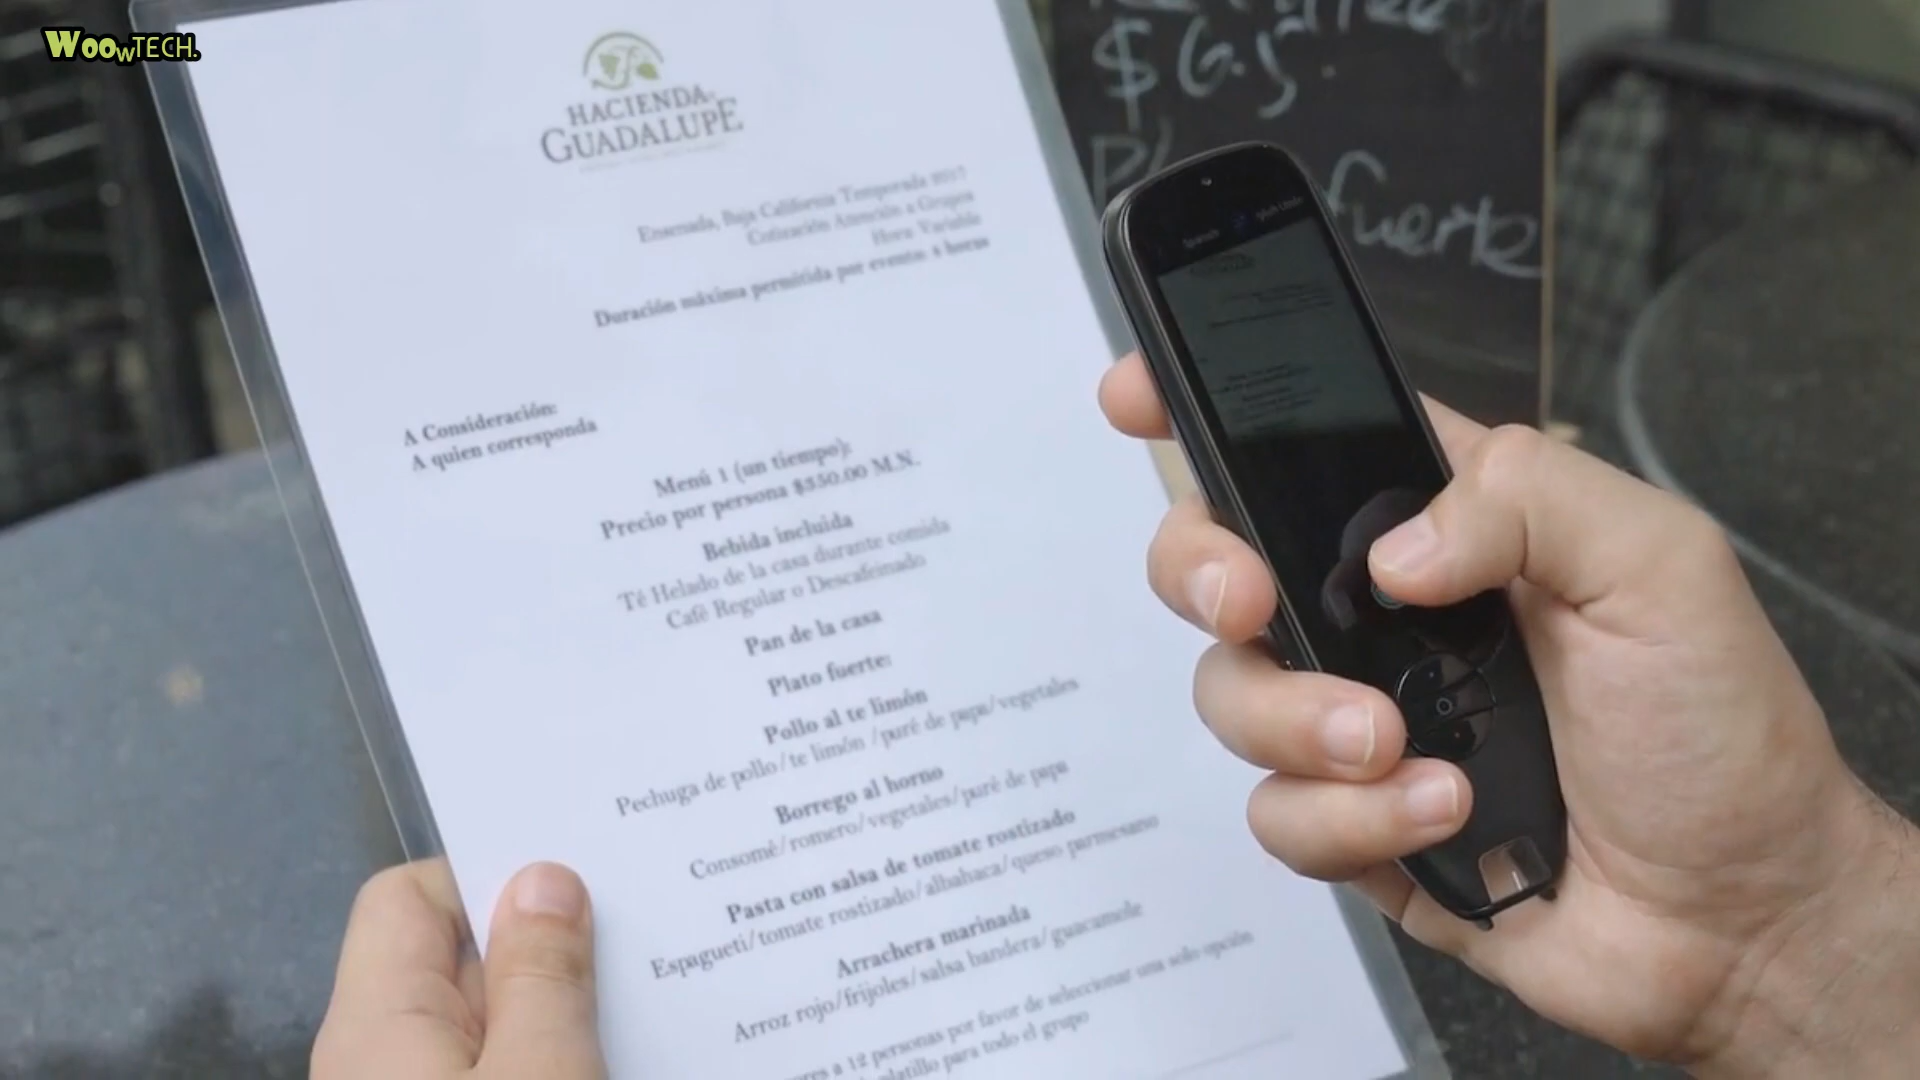 WooWTECH.
HACIENDA
GUADALUPE
Ensenada, Baja California Temporada 2017
Cotización Atención a Grupos
Hora Variable
Duración máxima permitida por evento: 4 horas
A Consideración:
A quien corresponda
Menú 1 (un tiempo):
Precio por persona $350.00 M.N.
Bebida incluida
Té Helado de la casa durante comida
Café Regular o Descafeinado
Pan de la casa
Plato fuerte:
Pollo al te limón
Pechuga de pollo/te limón /puré de papa/vegetales
Borrego al horno
Consomé/romero/vegetales/puré de papa
Pasta con salsa de tomate rostizado
Espagueti/tomate rostizado/albahaca/queso parmesano
Arrachera marinada
Arroz rojo/frijoles/salsa bandera/guacamole
a 12 personas por favor de seleccionar una solo opción
platillo para todo el grupo
$6.5
fuerte
Spanish